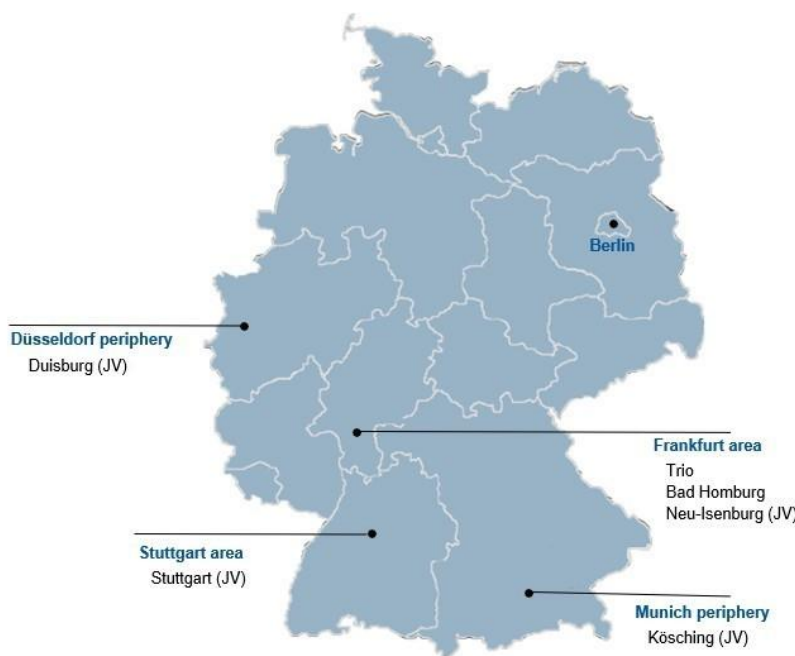 Berlin
Düsseldorf periphery
Duisburg (JV)
Frankfurt area
Trio
Bad Homburg
Neu-Isenburg (JV)
Stuttgart area
Stuttgart (JV)
Munich periphery
Kösching (JV)